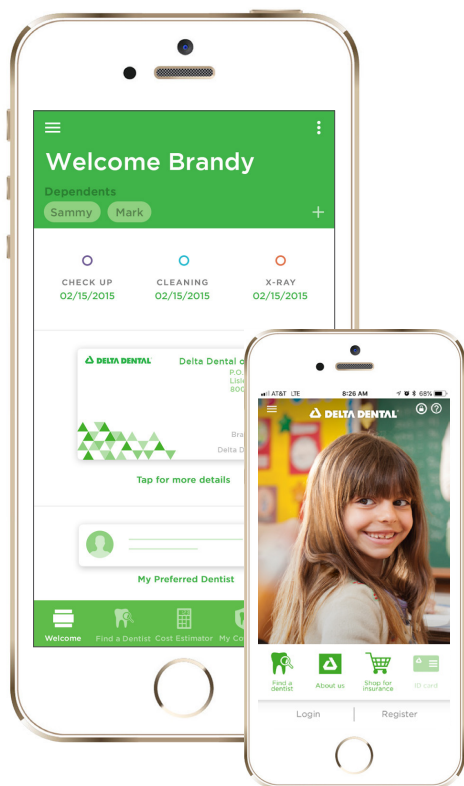 Welcome Brandy
Dependents
Sammy Mark
CHECK UP CLEANING X-RAY
02/15/2015 02/15/2015 02/15/2015
DELTA DENTAL
Delta Dental
P.O.
Tap for more details
My Preferred Dentist
Welcome Find a Dentist Cost Estimator My
AT&T LTE 8:26 AM 68%
DELTA DENTAL
Find a dentist
About us
Shop for insurance
ID card
Login Register